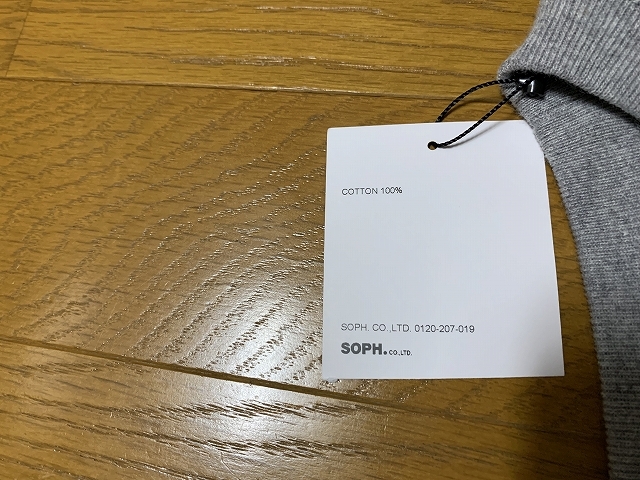 COTTON 100%
SOPH. CO.,LTD. 0120-207-019
SOPH. CO.,LTD.